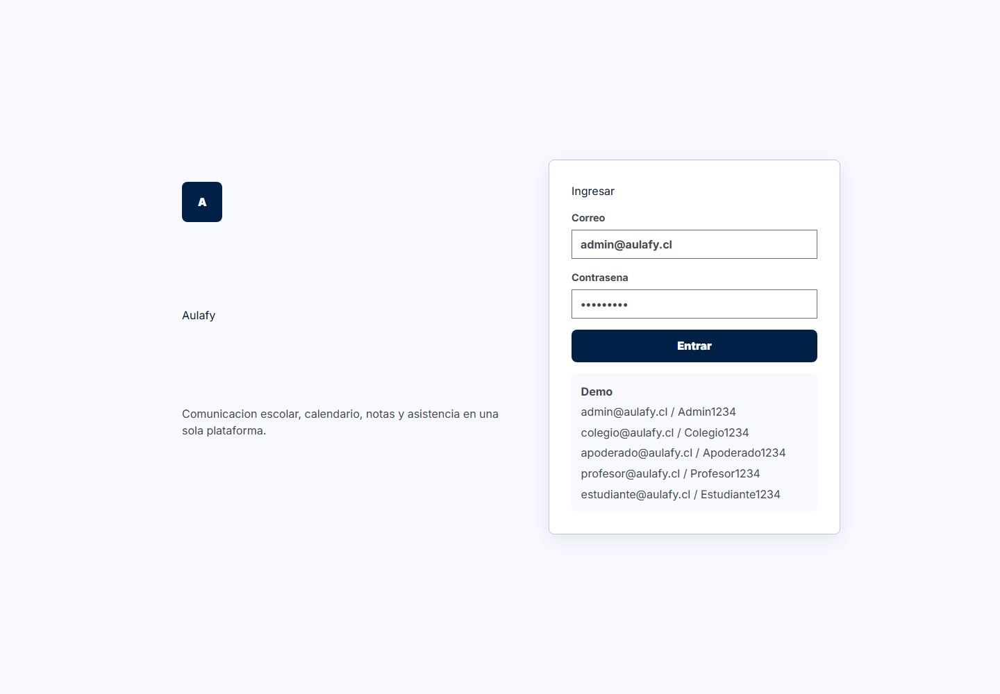 A
Aulafy
Comunicacion escolar, calendario, notas y asistencia en una
sola plataforma.
Ingresar
Correo
admin@aulafy.cl
Contrasena
•••••••••
Entrar
Demo
admin@aulafy.cl / Admin1234
colegio@aulafy.cl / Colegio1234
apoderado@aulafy.cl / Apoderado1234
profesor@aulafy.cl / Profesor1234
estudiante@aulafy.cl / Estudiante1234